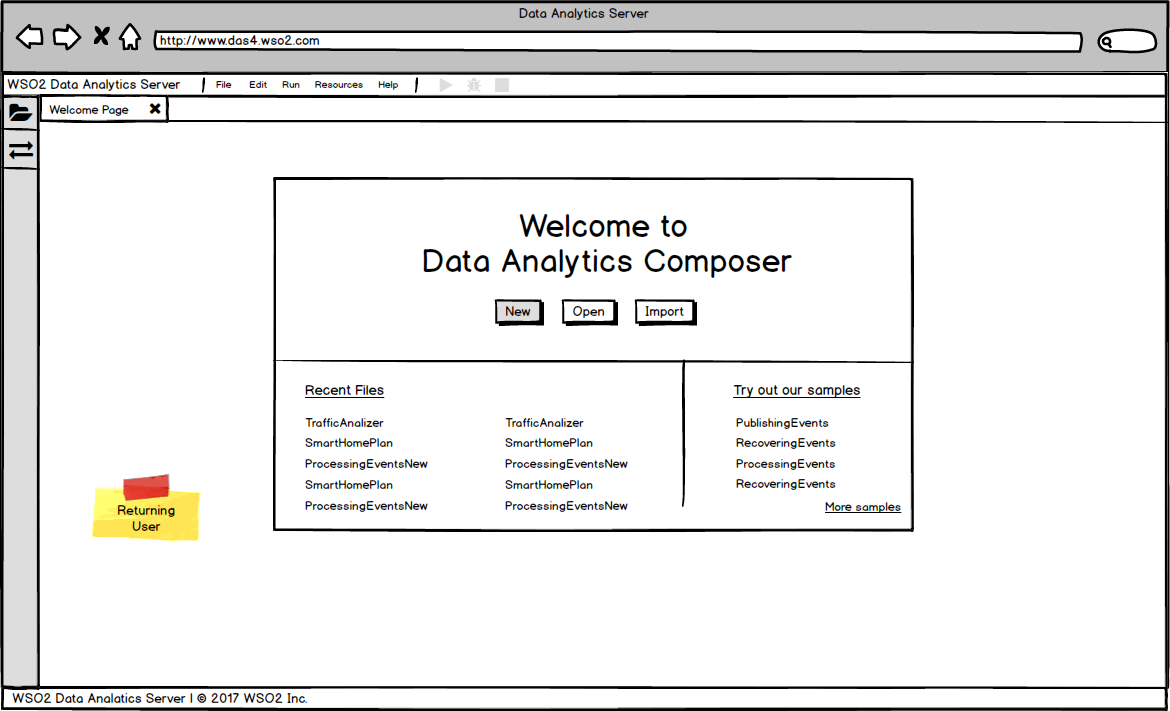 Data Analytics Server
http://www.das4.wso2.com
WSO2 Data Analytics Server File Edit Run Resources Help
Welcome Page
Welcome to
Data Analytics Composer
New Open Import
Recent Files
TrafficAnalizer TrafficAnalizer
SmartHomePlan SmartHomePlan
ProcessingEventsNew ProcessingEventsNew
SmartHomePlan SmartHomePlan
ProcessingEventsNew ProcessingEventsNew
Try out our samples
PublishingEvents
RecoveringEvents
ProcessingEvents
RecoveringEvents
More samples
Returning
User
WSO2 Data Analatics Server | © 2017 WSO2 Inc.